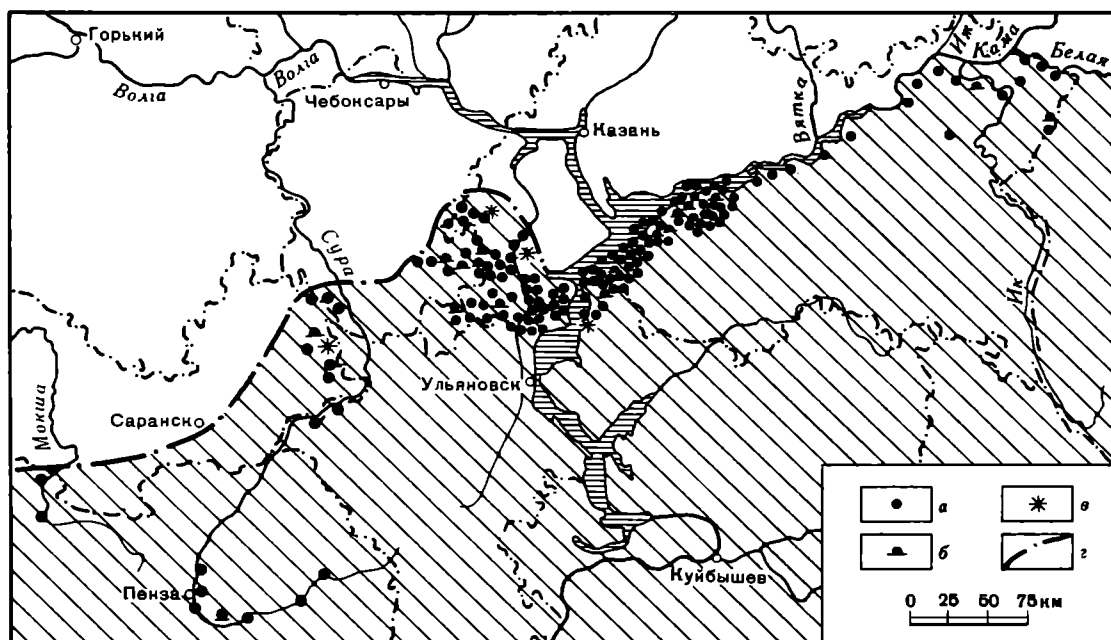 Горький
Волга
Волга
Чебоксары
Казань
Вятка
Ик
Кама
Белая
Сура
Ик
Мокша
Саранск
Ульяновск
Пенза
Куйбышев
а
в
б
г
0 25 50 75 км